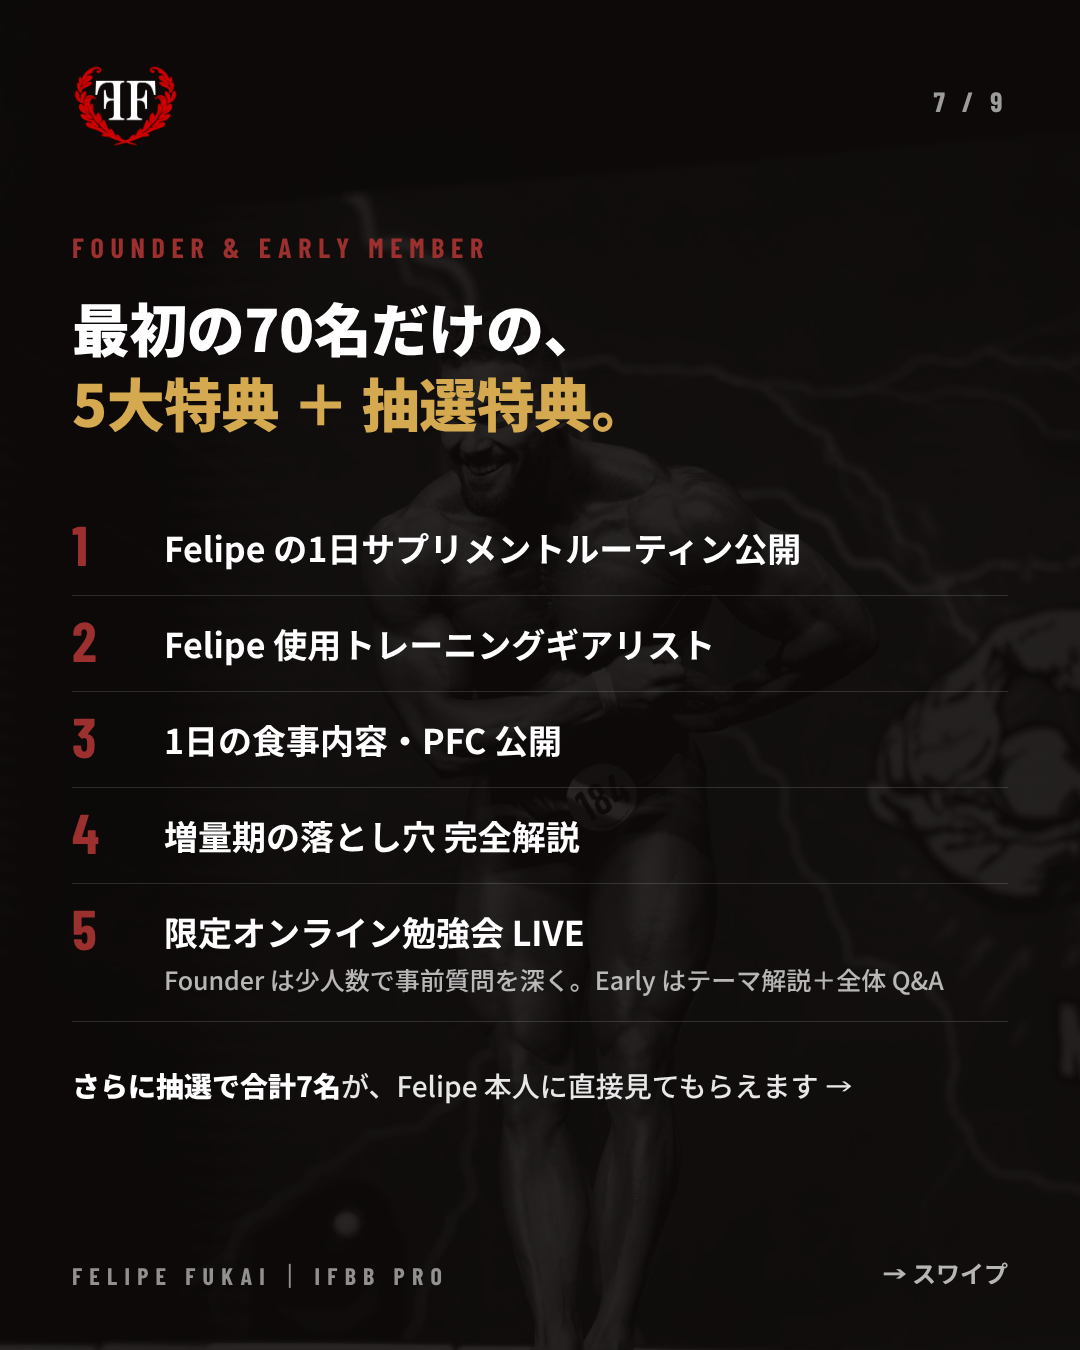 FF
7 / 9
FOUNDER & EARLY MEMBER
最初の70名だけの、
5大特典 ＋ 抽選特典。
1 Felipe の1日サプリメントルーティン公開
2 Felipe 使用トレーニングギアリスト
3 1日の食事内容・PFC 公開
184
4 増量期の落とし穴 完全解説
5 限定オンライン勉強会 LIVE
Founder は少人数で事前質問を深く。Early はテーマ解説＋全体 Q&A
さらに抽選で合計7名が、Felipe 本人に直接見てもらえます →
FELIPE FUKAI | IFBB PRO
→ スワイプ